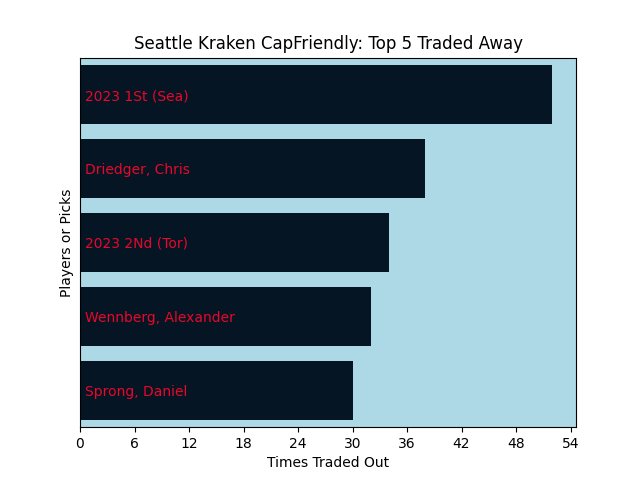 Seattle Kraken CapFriendly: Top 5 Traded Away
Players or Picks
2023 1St (Sea)
Driedger, Chris
2023 2Nd (Tor)
Wennberg, Alexander
Sprong, Daniel
0 6 12 18 24 30 36 42 48 54
Times Traded Out